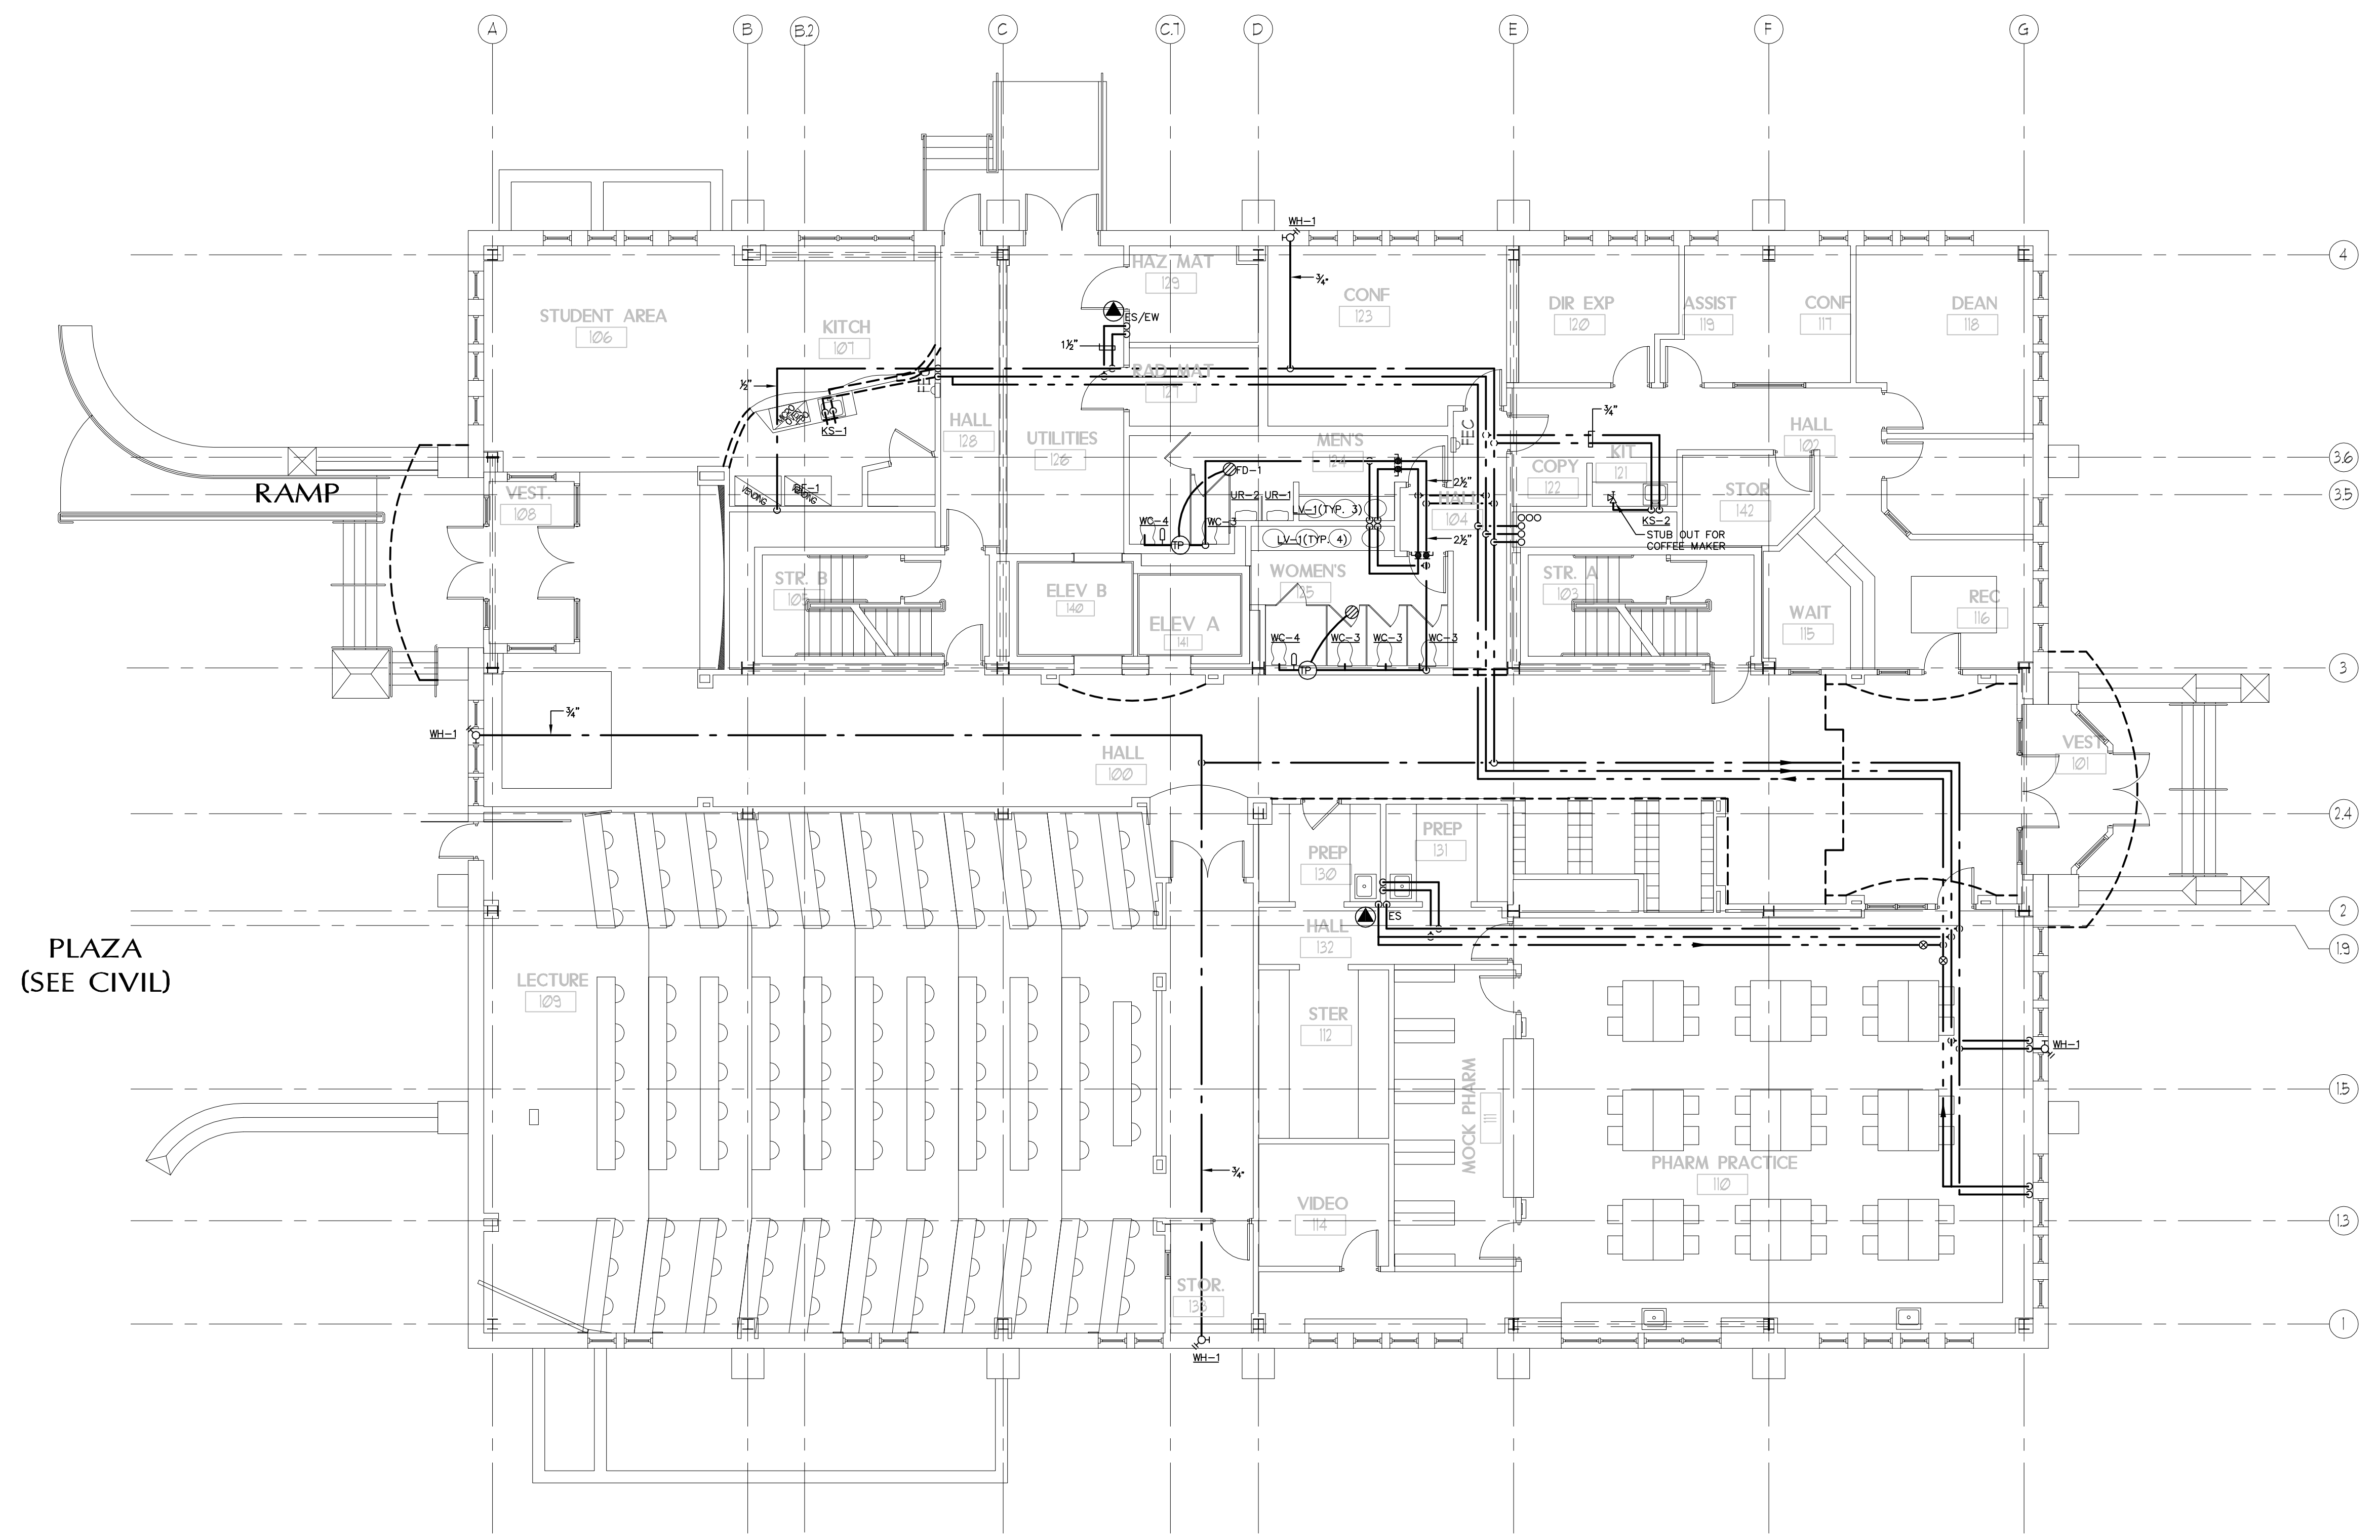 A
B
B.2
C
C.7
D
E
F
G
WH-1
3/4"
4
HAZ MAT
129
ES/EW
CONF
123
DIR EXP
120
ASSIST
119
CONF
117
DEAN
118
STUDENT AREA
106
KITCH
107
1½"
RAD MAT
127
½"
KS-1
HALL
128
UTILITIES
126
MEN'S
124
FEC
3/4"
HALL
102
COPY
122
KIT
121
3.6
RAMP
VEST.
108
VENDING
DF-1
FD-1
2½"
UR-2
UR-1
LV-1(TYP. 3)
HALL
104
STOR
142
3.5
WC-4
WC-3
TP
KS-2
STUB OUT FOR
COFFEE MAKER
LV-1(TYP. 4)
2½"
STR. B
105
ELEV B
140
ELEV A
141
WOMEN'S
125
STR. A
103
WAIT
115
REC
116
WC-4
WC-3
WC-3
WC-3
TP
3
3/4"
WH-1
HALL
100
VEST
101
2.4
PREP
130
PREP
131
ES
2
HALL
132
1.9
PLAZA
(SEE CIVIL)
LECTURE
109
STER
112
WH-1
MOCK PHARM
111
1.5
3/4"
PHARM PRACTICE
110
VIDEO
114
1.3
STOR.
133
1
WH-1